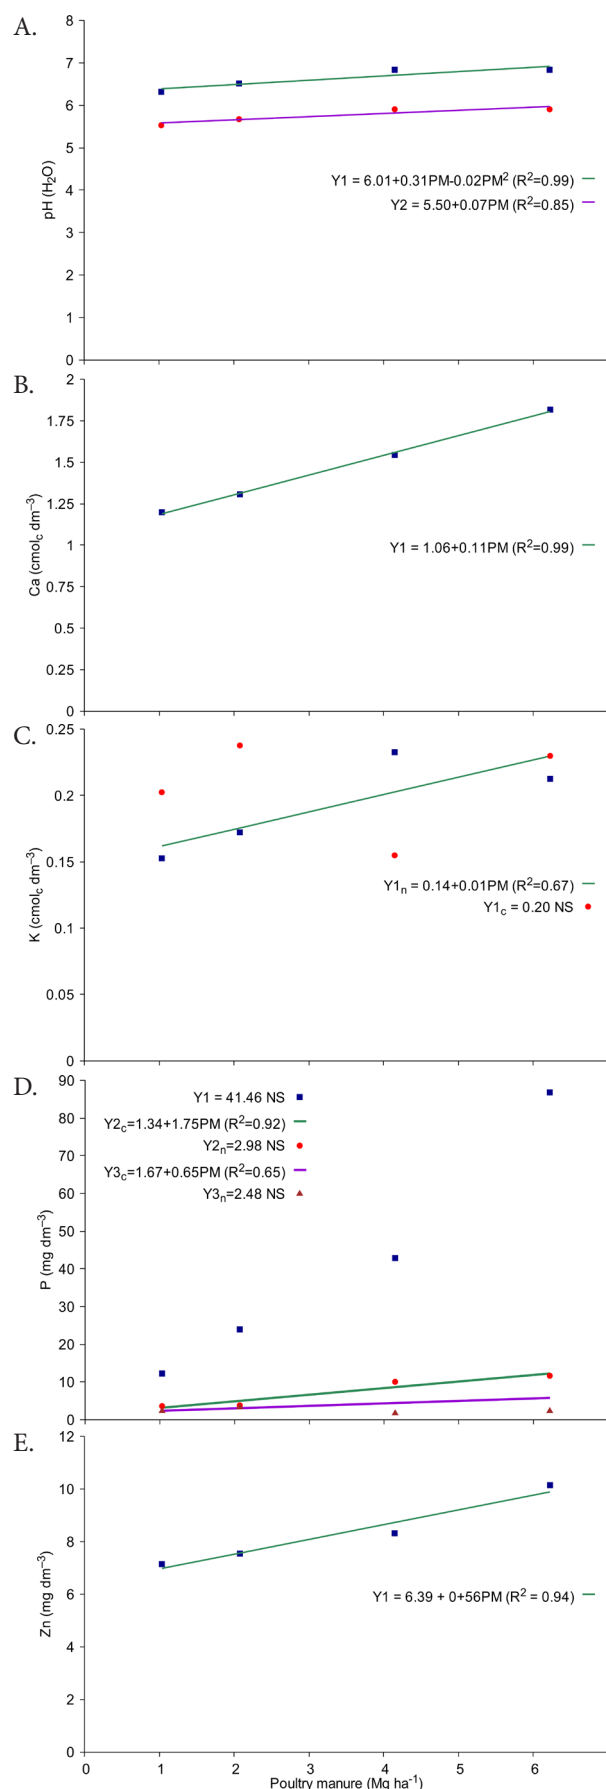 A.
8
7
6
5
4
3
2
1
0
pH (H₂O)
Y1 = 6.01+0.31PM-0.02PM² (R²=0.99)
Y2 = 5.50+0.07PM (R²=0.85)
B.
2
1.75
1.5
1.25
1
0.75
0.5
0.25
0
Ca (cmol_c dm⁻³)
Y1 = 1.06+0.11PM (R²=0.99)
C.
0.25
0.2
0.15
0.1
0.05
0
K (cmol_c dm⁻³)
Y1ₙ = 0.14+0.01PM (R²=0.67)
Y1_c = 0.20 NS
D.
90
80
70
60
50
40
30
20
10
0
P (mg dm⁻³)
Y1 = 41.46 NS
Y2_c=1.34+1.75PM (R²=0.92)
Y2ₙ=2.98 NS
Y3_c=1.67+0.65PM (R²=0.65)
Y3ₙ=2.48 NS
E.
12
10
8
6
4
2
0
Zn (mg dm⁻³)
Y1 = 6.39 + 0+56PM (R² = 0.94)
0 1 2 3 4 5 6
Poultry manure (Mg ha⁻¹)